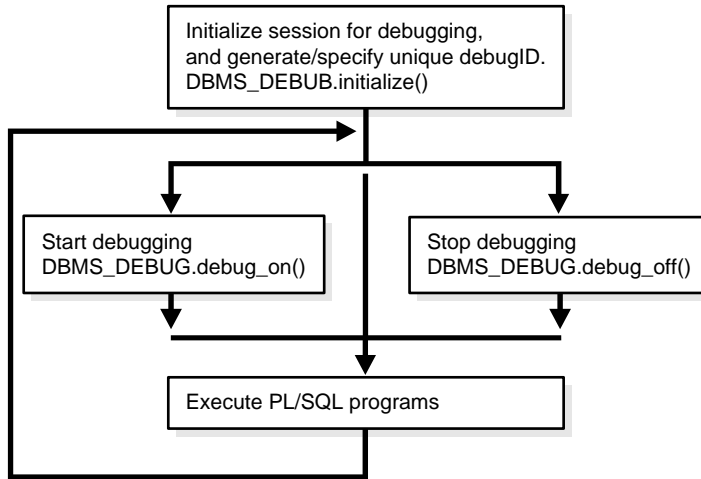 Initialize session for debugging,
and generate/specify unique debugID.
DBMS_DEBUB.initialize()
Start debugging
DBMS_DEBUG.debug_on()
Stop debugging
DBMS_DEBUG.debug_off()
Execute PL/SQL programs